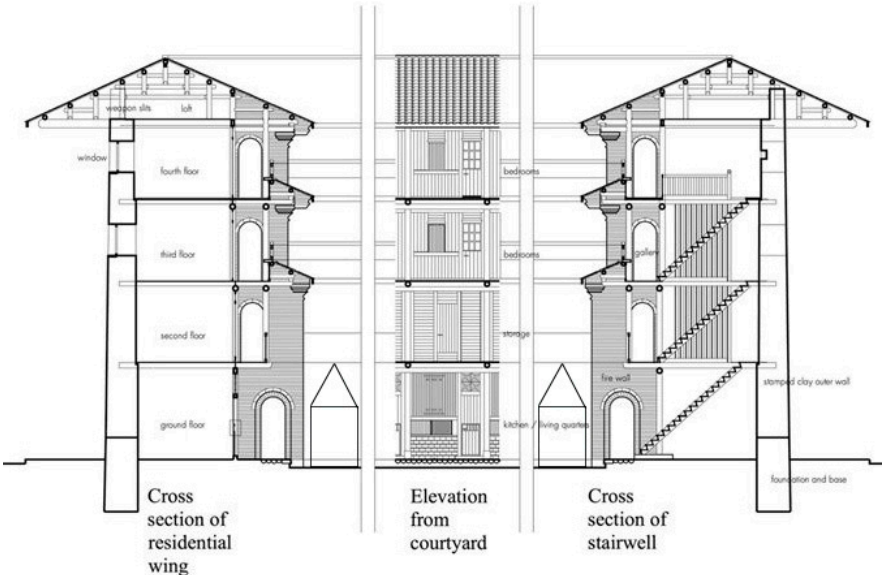 weapon slits
loft
window
fourth floor
bedrooms
third floor
bedrooms
gallery
second floor
storage
fire wall
stamped clay outer wall
ground floor
kitchen / living quarters
foundation and base
Cross
section of
residential
wing
Elevation
from
courtyard
Cross
section of
stairwell